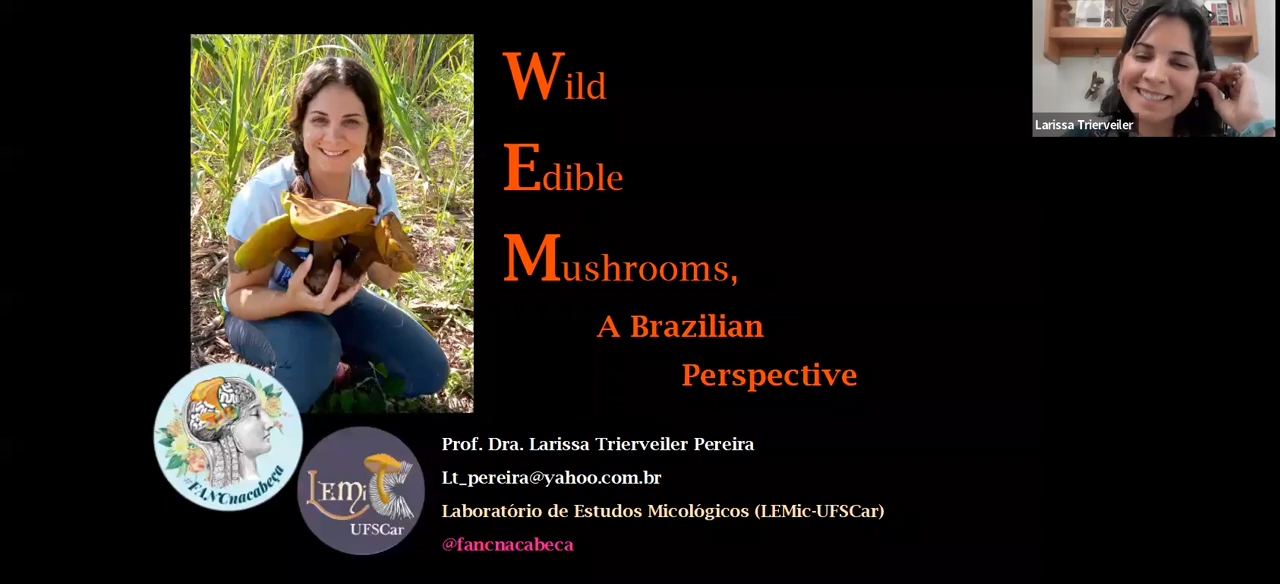 Wild
Edible
Mushrooms,
A Brazilian
Perspective
Larissa Trierveiler
Prof. Dra. Larissa Trierveiler Pereira
Lt_pereira@yahoo.com.br
Laboratório de Estudos Micológicos (LEMic-UFSCar)
@fancnacabeca
#FANCnacabeça
LEMiC
UFSCar